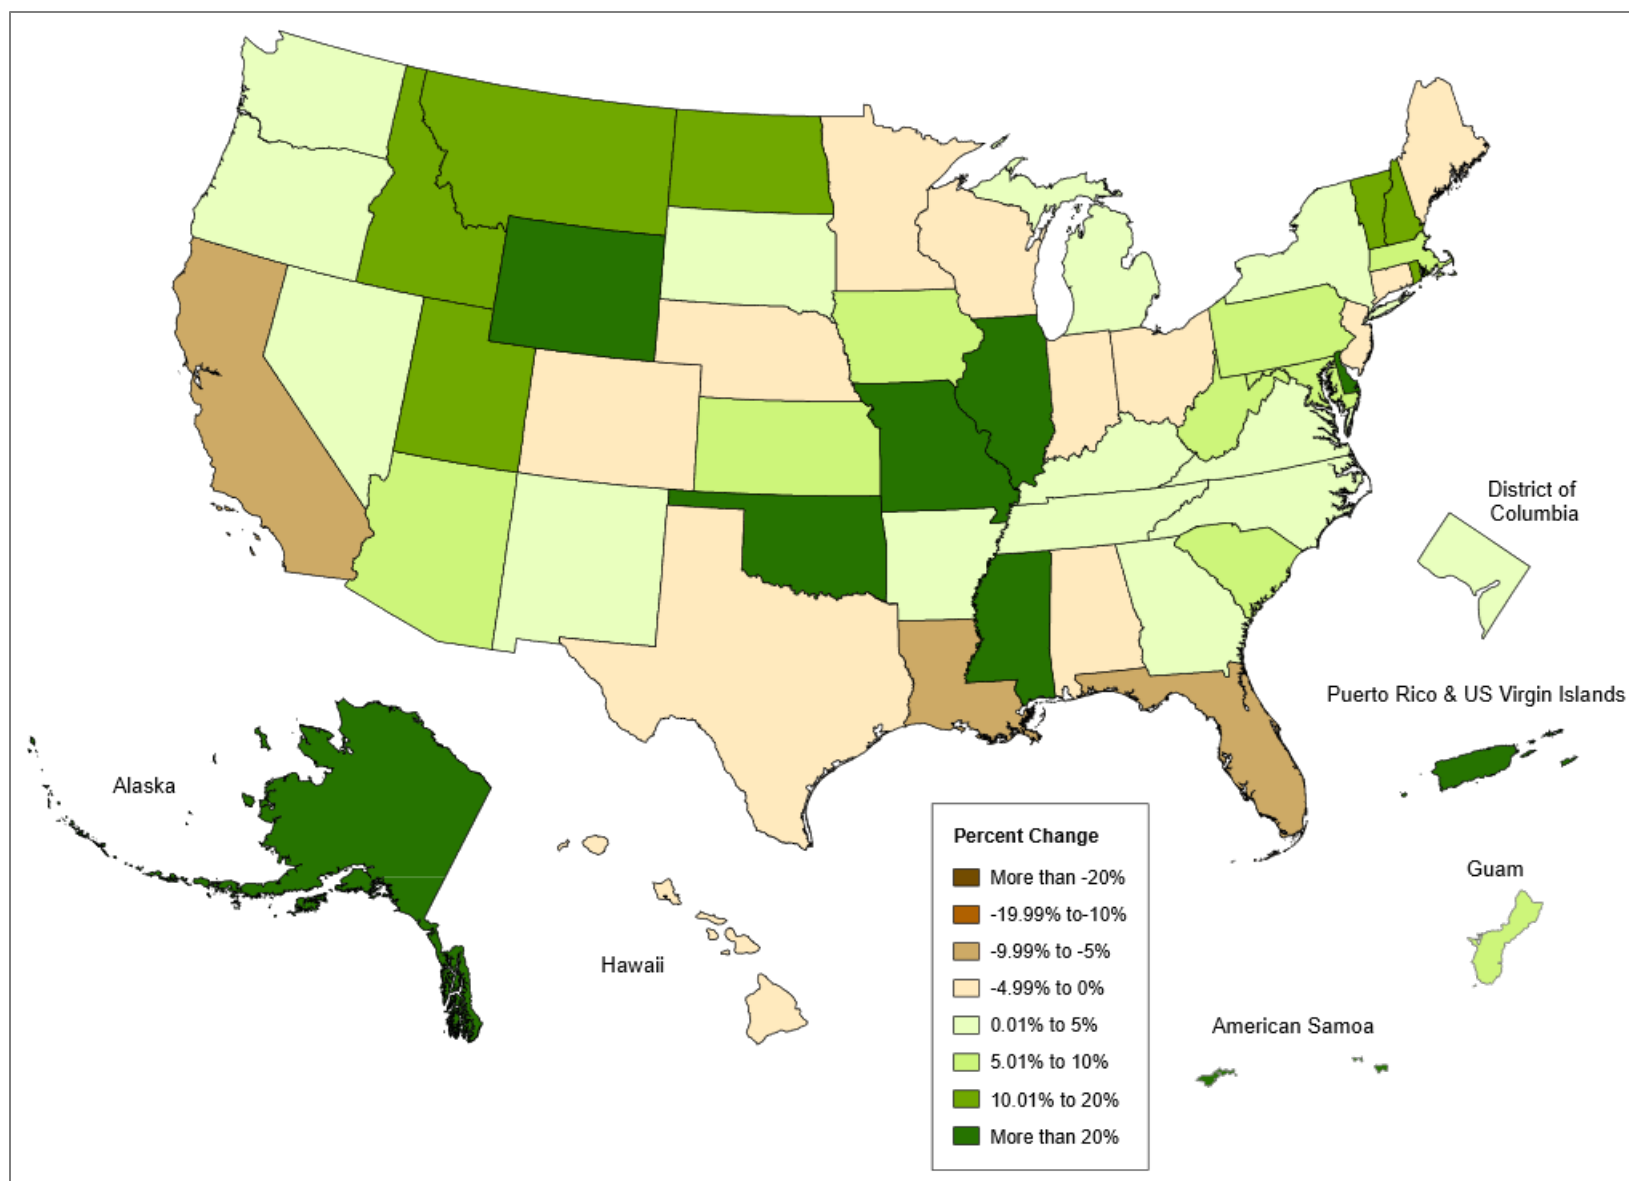 District of
Columbia
Puerto Rico & US Virgin Islands
Alaska
Guam
Hawaii
American Samoa
Percent Change
More than -20%
-19.99% to-10%
-9.99% to -5%
-4.99% to 0%
0.01% to 5%
5.01% to 10%
10.01% to 20%
More than 20%